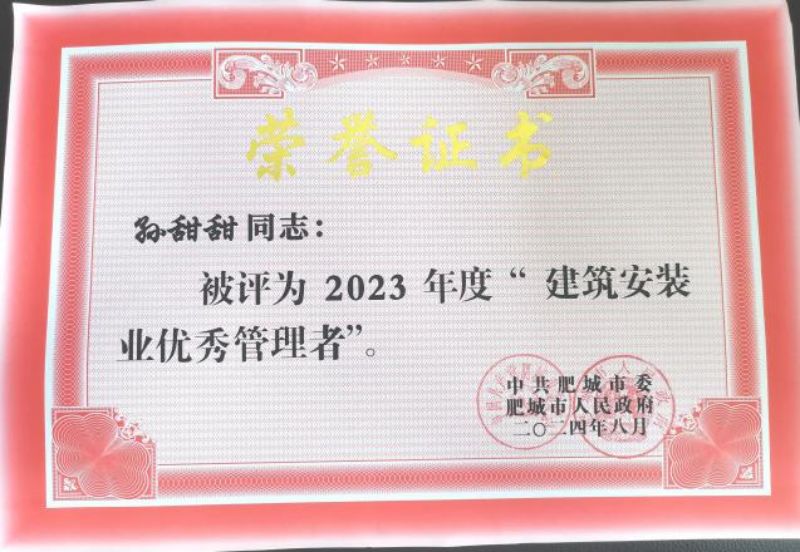 荣誉证书
孙甜甜同志：
被评为 2023 年度“ 建筑安装
业优秀管理者”。
中共肥城市委
肥城市人民政府
二〇二四年八月